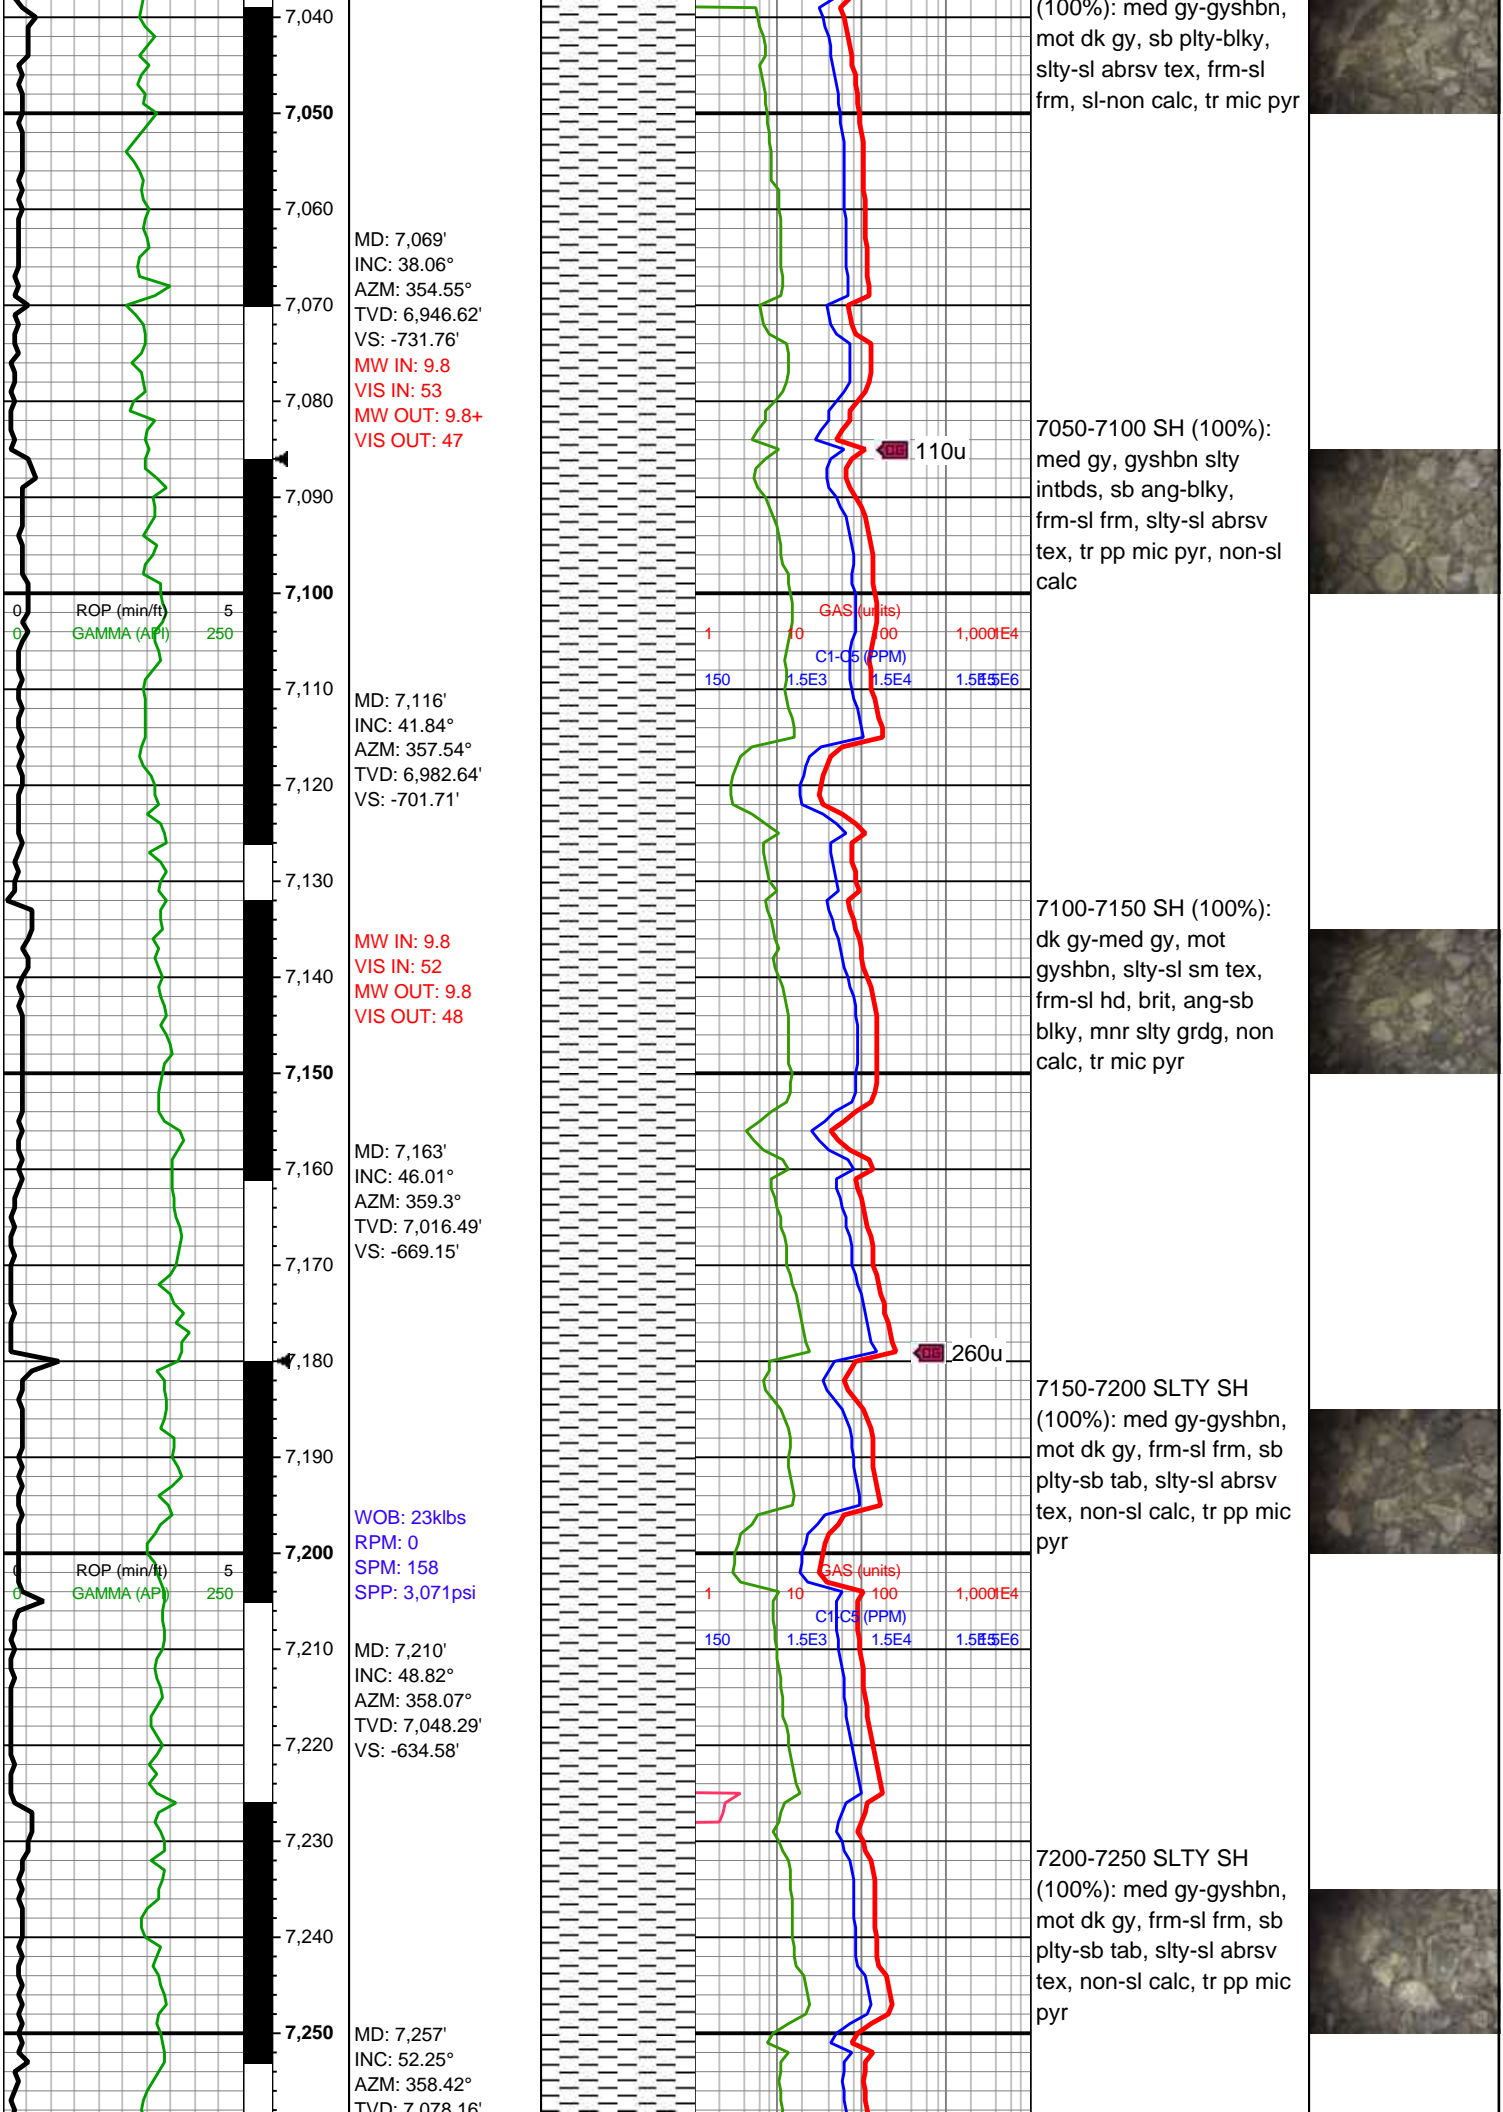 7,040
(100%): med gy-gyshbn,
mot dk gy, sb plty-blky,
slty-sl abrsv tex, frm-sl
frm, sl-non calc, tr mic pyr
7,050
7,060
MD: 7,069'
INC: 38.06°
AZM: 354.55°
TVD: 6,946.62'
VS: -731.76'
MW IN: 9.8
VIS IN: 53
MW OUT: 9.8+
VIS OUT: 47
7,070
7,080
7050-7100 SH (100%):
med gy, gyshbn slty
intbds, sb ang-blky,
frm-sl frm, slty-sl abrsv
tex, tr pp mic pyr, non-sl
calc
CG 110u
7,090
7,100
0 ROP (min/ft) 5
0 GAMMA (API) 250
GAS (units)
1 10 100 1,000 1E4
C1-C5 (PPM)
150 1.5E3 1.5E4 1.5E5 1.5E6
7,110
MD: 7,116'
INC: 41.84°
AZM: 357.54°
TVD: 6,982.64'
VS: -701.71'
7,120
7,130
7100-7150 SH (100%):
dk gy-med gy, mot
gyshbn, slty-sl sm tex,
frm-sl hd, brit, ang-sb
blky, mnr slty grdg, non
calc, tr mic pyr
MW IN: 9.8
VIS IN: 52
MW OUT: 9.8
VIS OUT: 48
7,140
7,150
MD: 7,163'
INC: 46.01°
AZM: 359.3°
TVD: 7,016.49'
VS: -669.15'
7,160
7,170
7,180
CG 260u
7150-7200 SLTY SH
(100%): med gy-gyshbn,
mot dk gy, frm-sl frm, sb
plty-sb tab, slty-sl abrsv
tex, non-sl calc, tr pp mic
pyr
7,190
WOB: 23klbs
RPM: 0
SPM: 158
SPP: 3,071psi
7,200
0 ROP (min/ft) 5
0 GAMMA (API) 250
GAS (units)
1 10 100 1,000 1E4
C1-C5 (PPM)
150 1.5E3 1.5E4 1.5E5 1.5E6
7,210
MD: 7,210'
INC: 48.82°
AZM: 358.07°
TVD: 7,048.29'
VS: -634.58'
7,220
7,230
7200-7250 SLTY SH
(100%): med gy-gyshbn,
mot dk gy, frm-sl frm, sb
plty-sb tab, slty-sl abrsv
tex, non-sl calc, tr pp mic
pyr
7,240
7,250
MD: 7,257'
INC: 52.25°
AZM: 358.42°
TVD: 7,078.16'